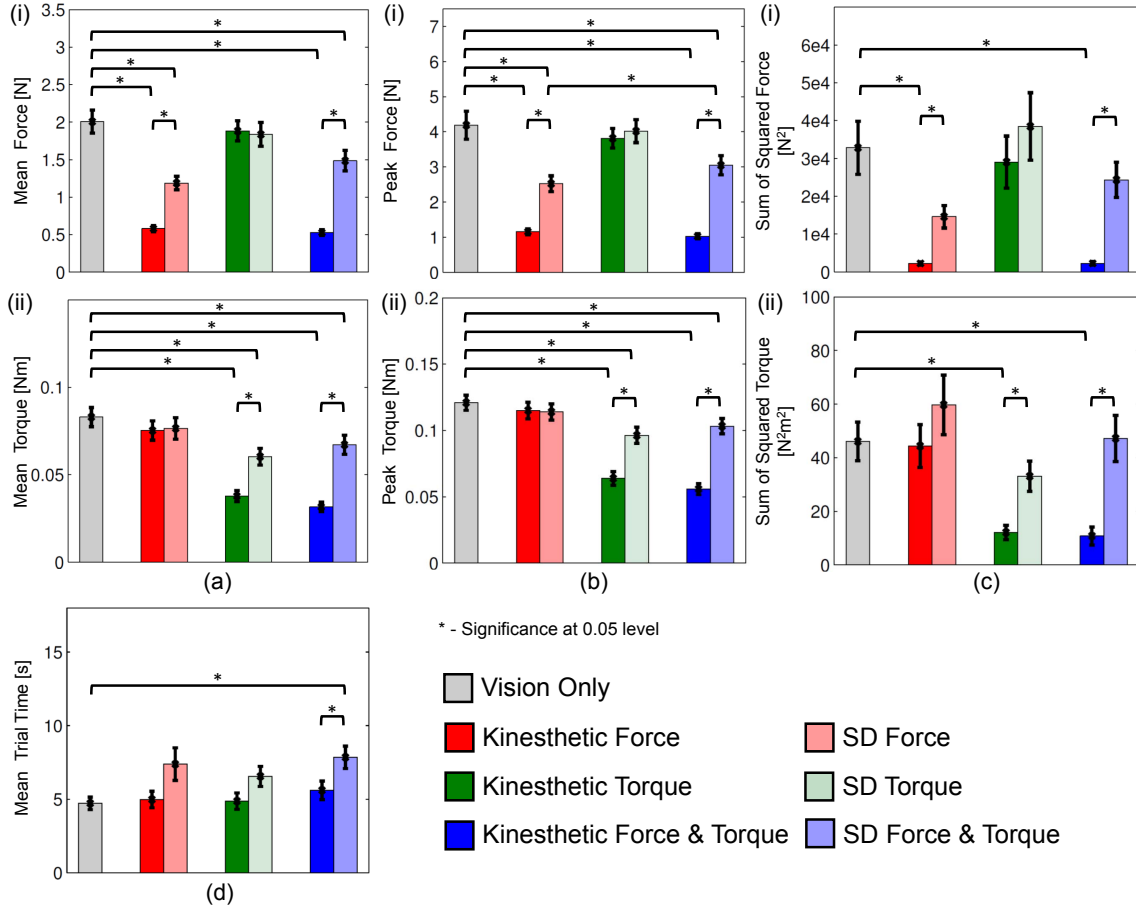 (i)
Mean Force [N]
3.5
3
2.5
2
1.5
1
0.5
0
*
*
*
*
*
*
(i)
Peak Force [N]
7
6
5
4
3
2
1
0
*
*
*
*
*
*
*
(i)
Sum of Squared Force
[N²]
6e4
5e4
4e4
3e4
2e4
1e4
0
*
*
*
*
(ii)
Mean Torque [Nm]
0.1
0.05
0
*
*
*
*
*
*
(a)
(ii)
Peak Torque [Nm]
0.2
0.15
0.1
0.05
0
*
*
*
*
*
*
(b)
(ii)
Sum of Squared Torque
[N²m²]
100
80
60
40
20
0
*
*
*
*
(c)
Mean Trial Time [s]
15
10
5
0
*
*
(d)
* - Significance at 0.05 level
Vision Only
Kinesthetic Force
SD Force
Kinesthetic Torque
SD Torque
Kinesthetic Force & Torque
SD Force & Torque